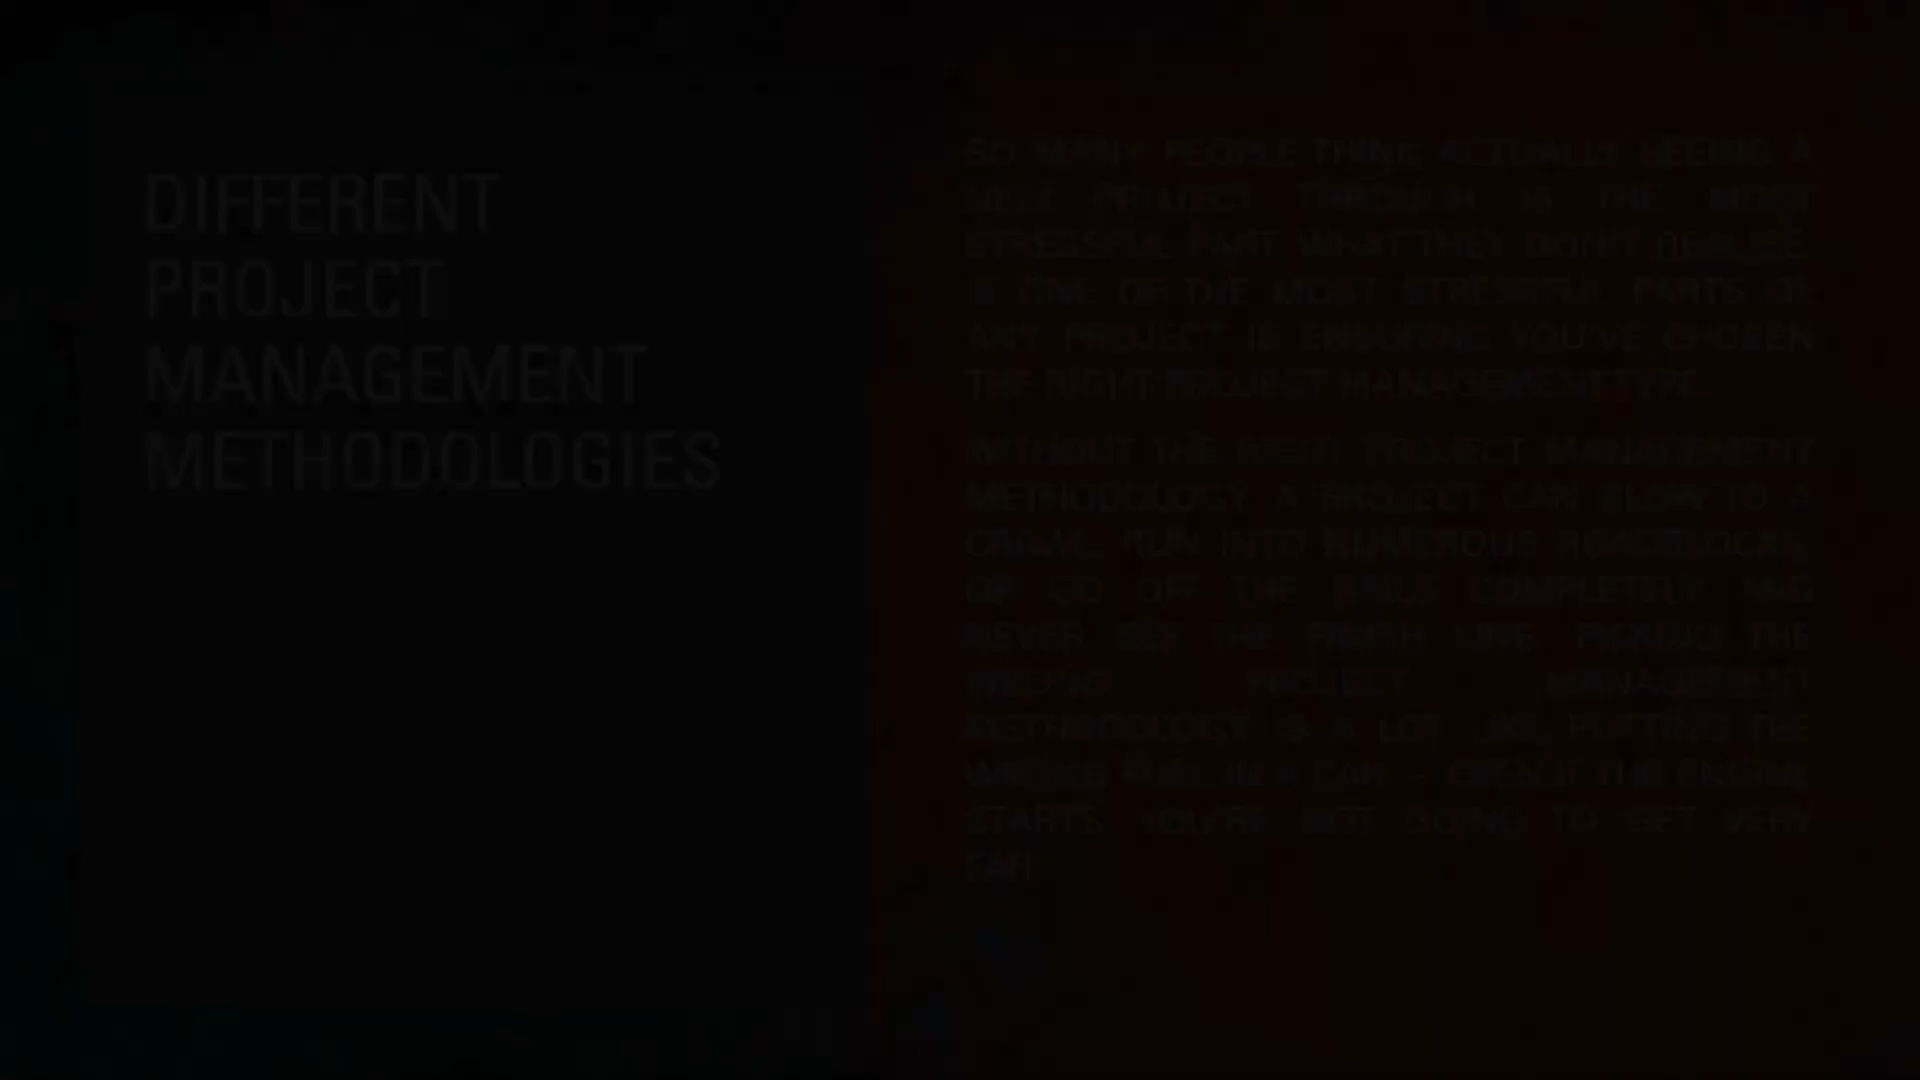 DIFFERENT
PROJECT
MANAGEMENT
METHODOLOGIES
SO MANY PEOPLE THINK ACTUALLY SEEING A
NEW PROJECT THROUGH IS THE MOST
STRESSFUL PART. WHAT THEY DON'T REALISE,
IS ONE OF THE MOST STRESSFUL PARTS OF
ANY PROJECT IS ENSURING YOU'VE CHOSEN
THE RIGHT PROJECT MANAGEMENT TYPE.
WITHOUT THE RIGHT PROJECT MANAGEMENT
METHODOLOGY, A PROJECT CAN SLOW TO A
CRAWL, RUN INTO NUMEROUS ROADBLOCKS,
OR GO OFF THE RAILS COMPLETELY AND
NEVER SEE THE FINISH LINE. PICKING THE
WRONG PROJECT MANAGEMENT
METHODOLOGY IS A LOT LIKE PUTTING THE
WRONG FUEL IN A CAR – EVEN IF THE ENGINE
STARTS, YOU'RE NOT GOING TO GET VERY
FAR.